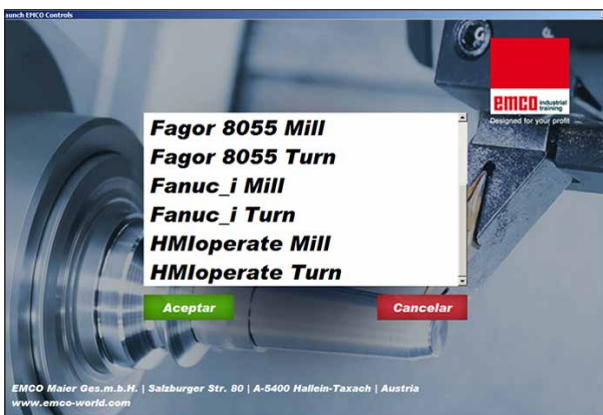 aunch EMCO Controls
emco industrial
training
Designed for your profit
Fagor 8055 Mill
Fagor 8055 Turn
Fanuc_i Mill
Fanuc_i Turn
HMIoperate Mill
HMIoperate Turn
Aceptar
Cancelar
EMCO Maier Ges.m.b.H. | Salzburger Str. 80 | A-5400 Hallein-Taxach | Austria
www.emco-world.com